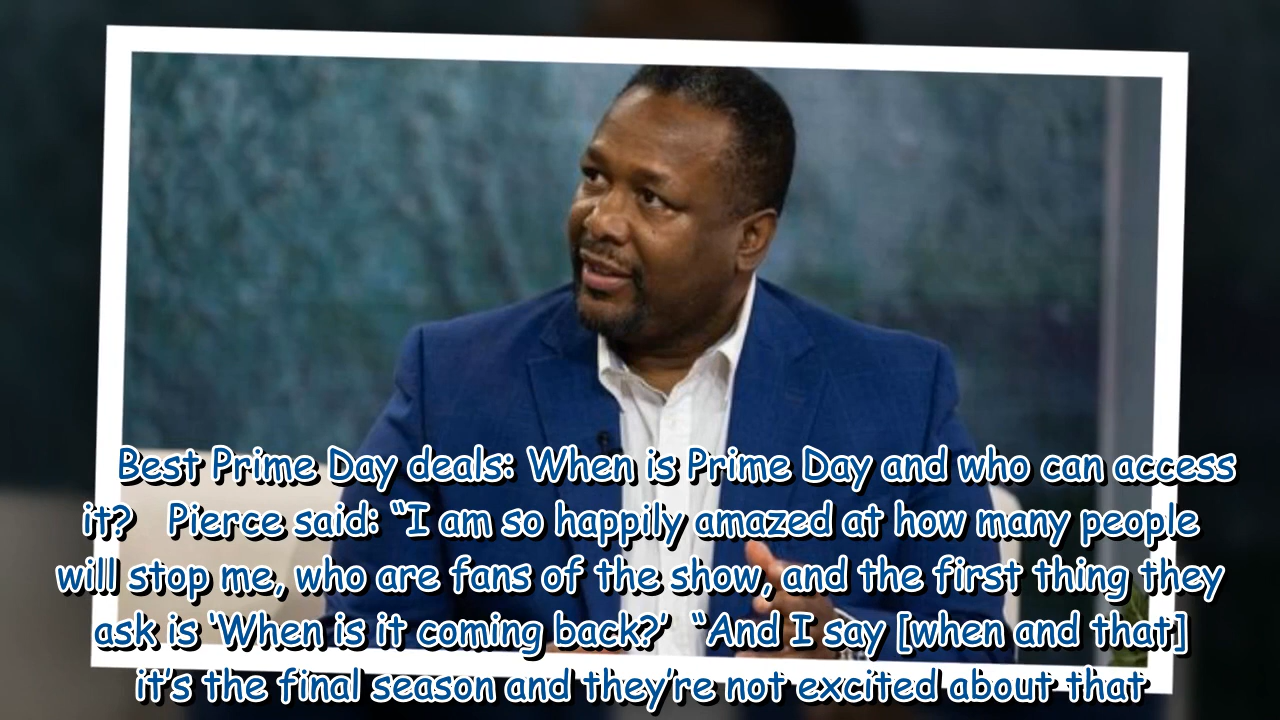 Best Prime Day deals: When is Prime Day and who can access
it? Pierce said: “I am so happily amazed at how many people
will stop me, who are fans of the show, and the first thing they
ask is ‘When is it coming back?’ “And I say [when and that]
it’s the final season and they’re not excited about that